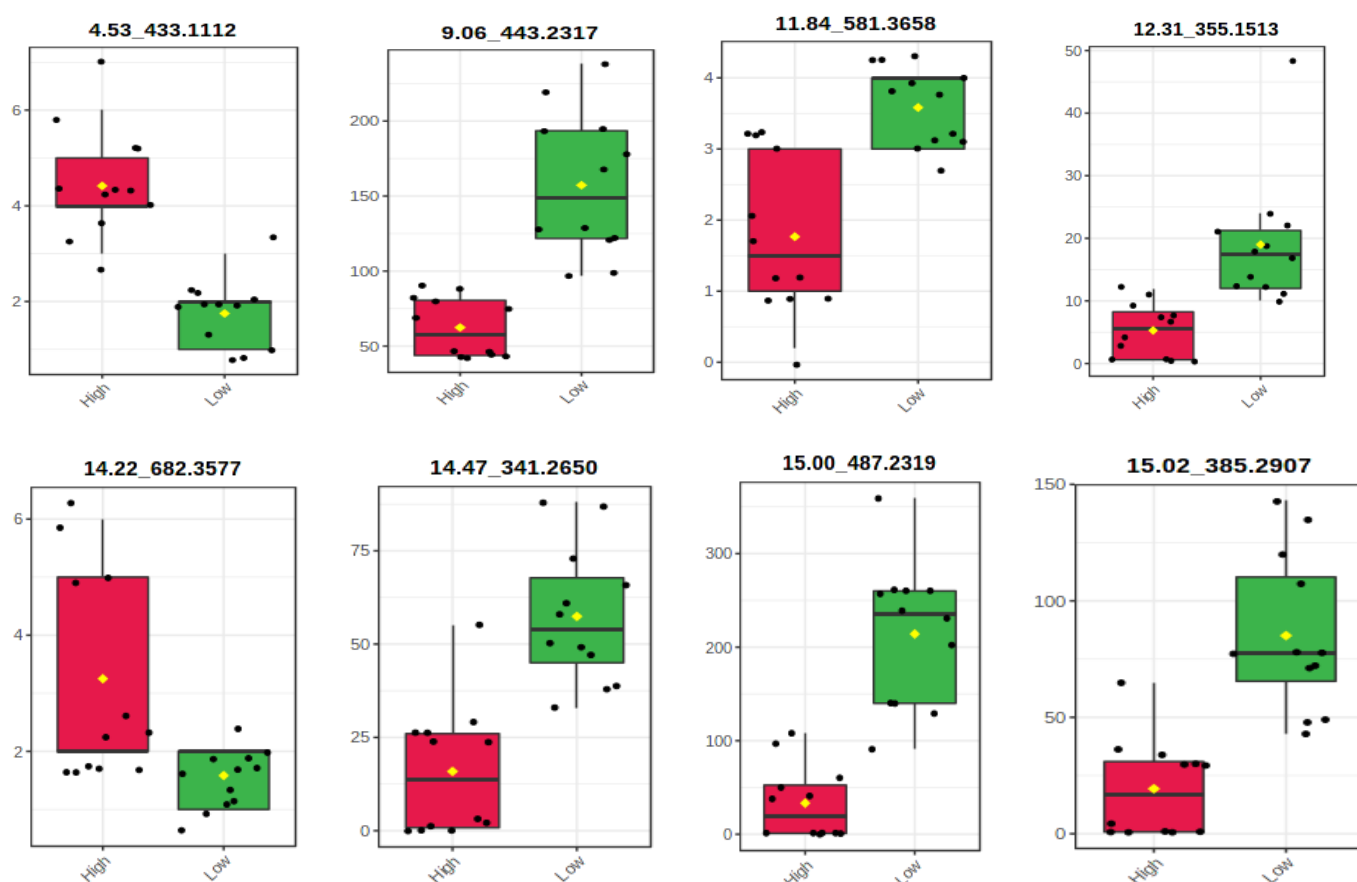 4.53_433.1112
6
4
2
High
Low
9.06_443.2317
200
150
100
50
High
Low
11.84_581.3658
4
3
2
1
0
High
Low
12.31_355.1513
50
40
30
20
10
0
High
Low
14.22_682.3577
6
4
2
High
Low
14.47_341.2650
75
50
25
0
High
Low
15.00_487.2319
300
200
100
0
High
Low
15.02_385.2907
150
100
50
0
High
Low